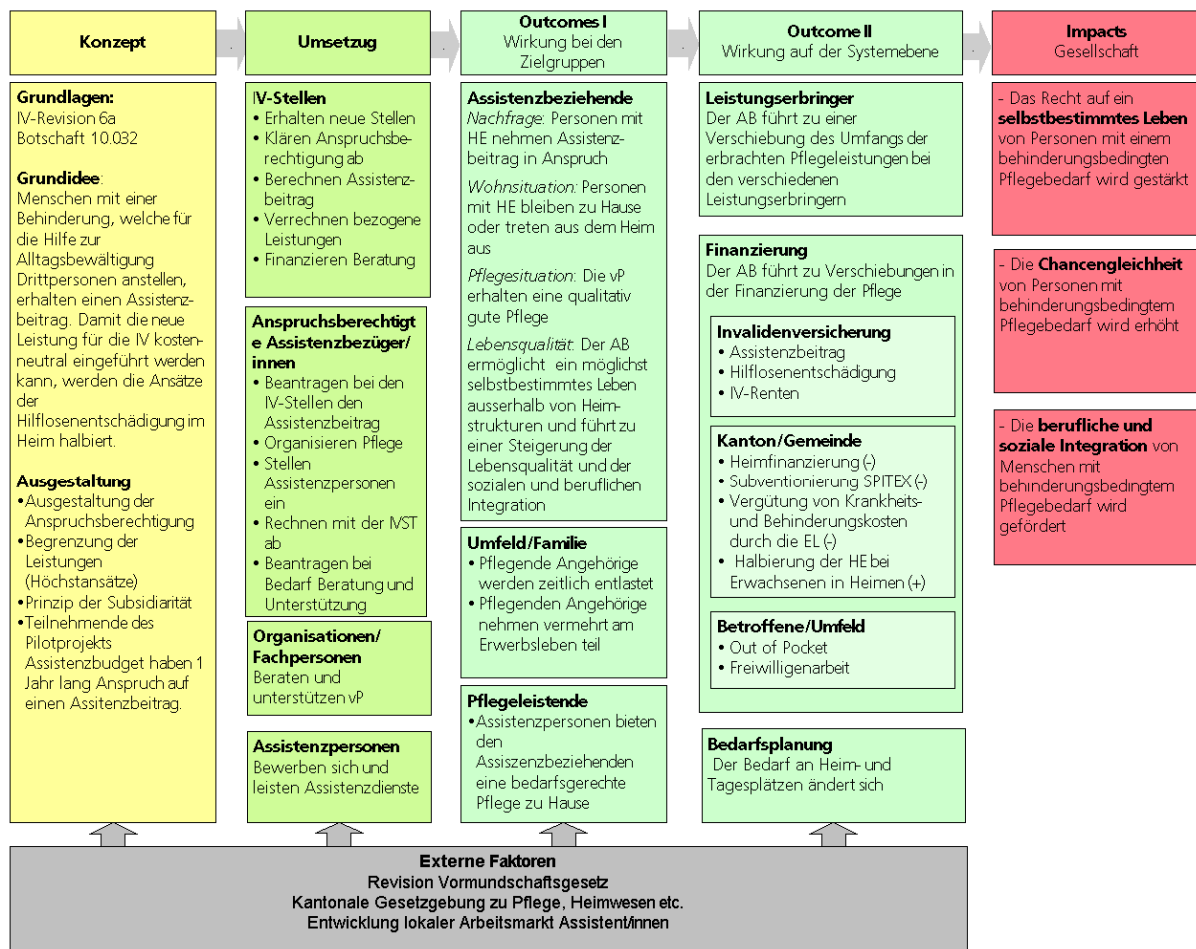 Konzept
Umsetzug
Outcomes I
Wirkung bei den
Zielgruppen
Outcome II
Wirkung auf der Systemebene
Impacts
Gesellschaft
Grundlagen:
IV-Revision 6a
Botschaft 10.032
Grundidee:
Menschen mit einer
Behinderung, welche für
die Hilfe zur
Alltagsbewältigung
Drittpersonen anstellen,
erhalten einen Assistenz-
beitrag. Damit die neue
Leistung für die IV kosten-
neutral eingeführt werden
kann, werden die Ansätze
der
Hilflosenentschädigung im
Heim halbiert.
Ausgestaltung
•Ausgestaltung der
Anspruchsberechtigung
•Begrenzung der
Leistungen
(Höchstansätze)
•Prinzip der Subsidiarität
•Teilnehmende des
Pilotprojekts
Assistenzbudget haben 1
Jahr lang Anspruch auf
einen Assitenzbeitrag.
IV-Stellen
• Erhalten neue Stellen
• Klären Anspruchsbe-
rechtigung ab
• Berechnen Assistenz-
beitrag
• Verrechnen bezogene
Leistungen
• Finanzieren Beratung
Anspruchsberechtigt
e Assistenzbezüger/
innen
• Beantragen bei den
IV-Stellen den
Assistenzbeitrag
• Organisieren Pflege
• Stellen
Assistenzpersonen
ein
• Rechnen mit der IVST
ab
• Beantragen bei
Bedarf Beratung und
Unterstützung
Organisationen/
Fachpersonen
Beraten und
unterstützen vP
Assistenzpersonen
Bewerben sich und
leisten Assistenzdienste
Assistenzbeziehende
Nachfrage: Personen mit
HE nehmen Assistenz-
beitrag in Anspruch
Wohnsituation: Personen
mit HE bleiben zu Hause
oder treten aus dem Heim
aus
Pflegesituation: Die vP
erhalten eine qualitativ
gute Pflege
Lebensqualität: Der AB
ermöglicht ein möglichst
selbstbestimmtes Leben
ausserhalb von Heim-
strukturen und führt zu
einer Steigerung der
Lebensqualität und der
sozialen und beruflichen
Integration
Umfeld/Familie
• Pflegende Angehörige
werden zeitlich entlastet
• Pflegenden Angehörige
nehmen vermehrt am
Erwerbsleben teil
Pflegeleistende
•Assistenzpersonen bieten
den
Assiszenzbeziehenden
eine bedarfsgerechte
Pflege zu Hause
Leistungserbringer
Der AB führt zu einer
Verschiebung des Umfangs der
erbrachten Pflegeleistungen bei
den verschiedenen
Leistungserbringern
Finanzierung
Der AB führt zu Verschiebungen in
der Finanzierung der Pflege
Invalidenversicherung
• Assistenzbeitrag
• Hilflosenentschädigung
• IV-Renten
Kanton/Gemeinde
• Heimfinanzierung (-)
• Subventionierung SPITEX (-)
• Vergütung von Krankheits-
und Behinderungskosten
durch die EL (-)
• Halbierung der HE bei
Erwachsenen in Heimen (+)
Betroffene/Umfeld
• Out of Pocket
• Freiwilligenarbeit
Bedarfsplanung
Der Bedarf an Heim- und
Tagesplätzen ändert sich
- Das Recht auf ein
selbstbestimmtes Leben
von Personen mit einem
behinderungsbedingten
Pflegebedarf wird gestärkt
- Die Chancengleichheit
von Personen mit
behinderungsbedingtem
Pflegebedarf wird erhöht
- Die berufliche und
soziale Integration von
Menschen mit
behinderungsbedingtem
Pflegebedarf wird
gefördert
Externe Faktoren
Revision Vormundschaftsgesetz
Kantonale Gesetzgebung zu Pflege, Heimwesen etc.
Entwicklung lokaler Arbeitsmarkt Assistent/innen